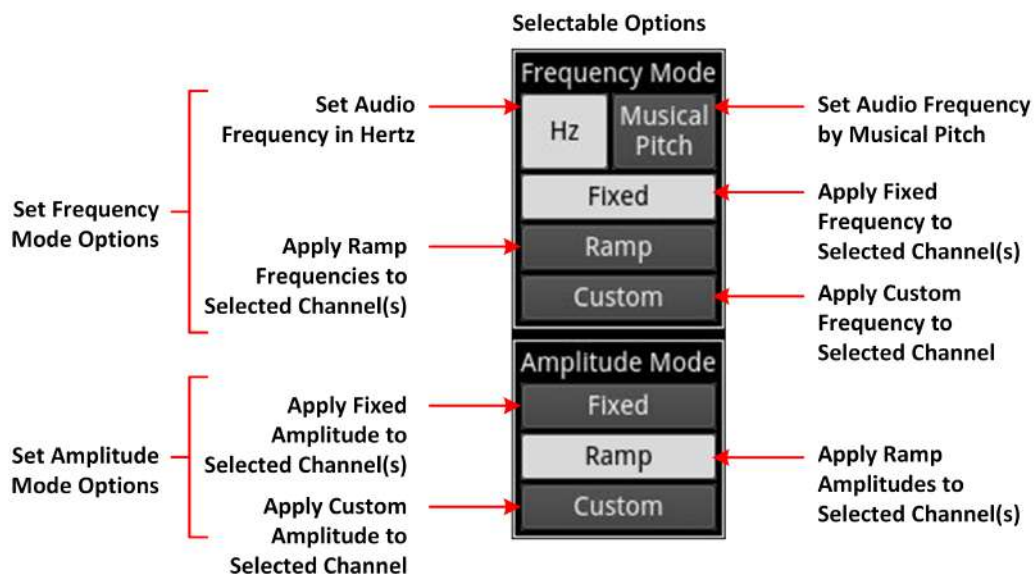 Selectable Options
Frequency Mode
Hz
Musical
Pitch
Fixed
Ramp
Custom
Amplitude Mode
Fixed
Ramp
Custom
Set Frequency
Mode Options
Set Audio
Frequency in Hertz
Apply Ramp
Frequencies to
Selected Channel(s)
Set Audio Frequency
by Musical Pitch
Apply Fixed
Frequency to
Selected Channel(s)
Apply Custom
Frequency to
Selected Channel
Set Amplitude
Mode Options
Apply Fixed
Amplitude to
Selected Channel(s)
Apply Custom
Amplitude to
Selected Channel
Apply Ramp
Amplitudes to
Selected Channel(s)